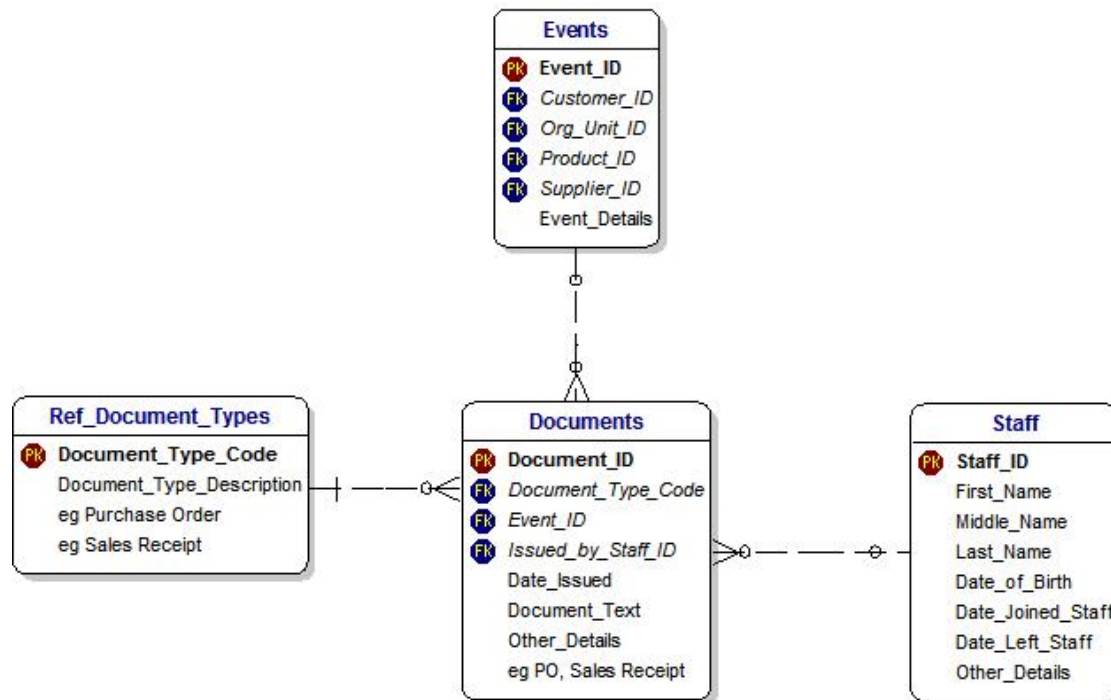 Events
PK Event_ID
FK Customer_ID
FK Org_Unit_ID
FK Product_ID
FK Supplier_ID
Event_Details
Ref_Document_Types
PK Document_Type_Code
Document_Type_Description
eg Purchase Order
eg Sales Receipt
Documents
PK Document_ID
FK Document_Type_Code
FK Event_ID
FK Issued_by_Staff_ID
Date_Issued
Document_Text
Other_Details
eg PO, Sales Receipt
Staff
PK Staff_ID
First_Name
Middle_Name
Last_Name
Date_of_Birth
Date_Joined_Staff
Date_Left_Staff
Other_Details